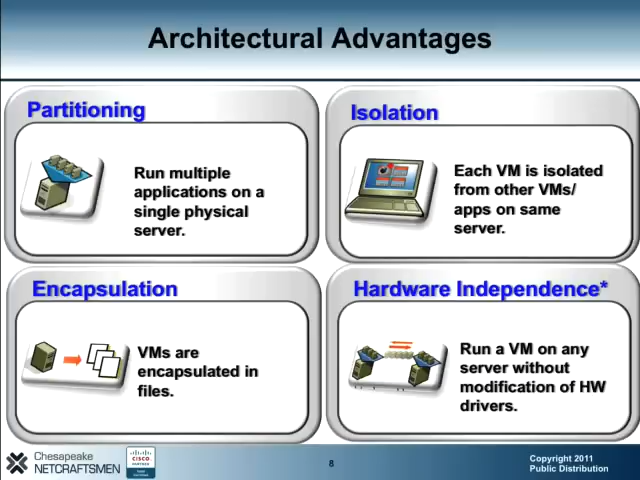 Architectural Advantages
Partitioning
Run multiple
applications on a
single physical
server.
Isolation
Each VM is isolated
from other VMs/
apps on same
server.
Encapsulation
VMs are
encapsulated in
files.
Hardware Independence*
Run a VM on any
server without
modification of HW
drivers.
Chesapeake
NETCRAFTSMEN
CISCO
PARTNER
8
Copyright 2011
Public Distribution